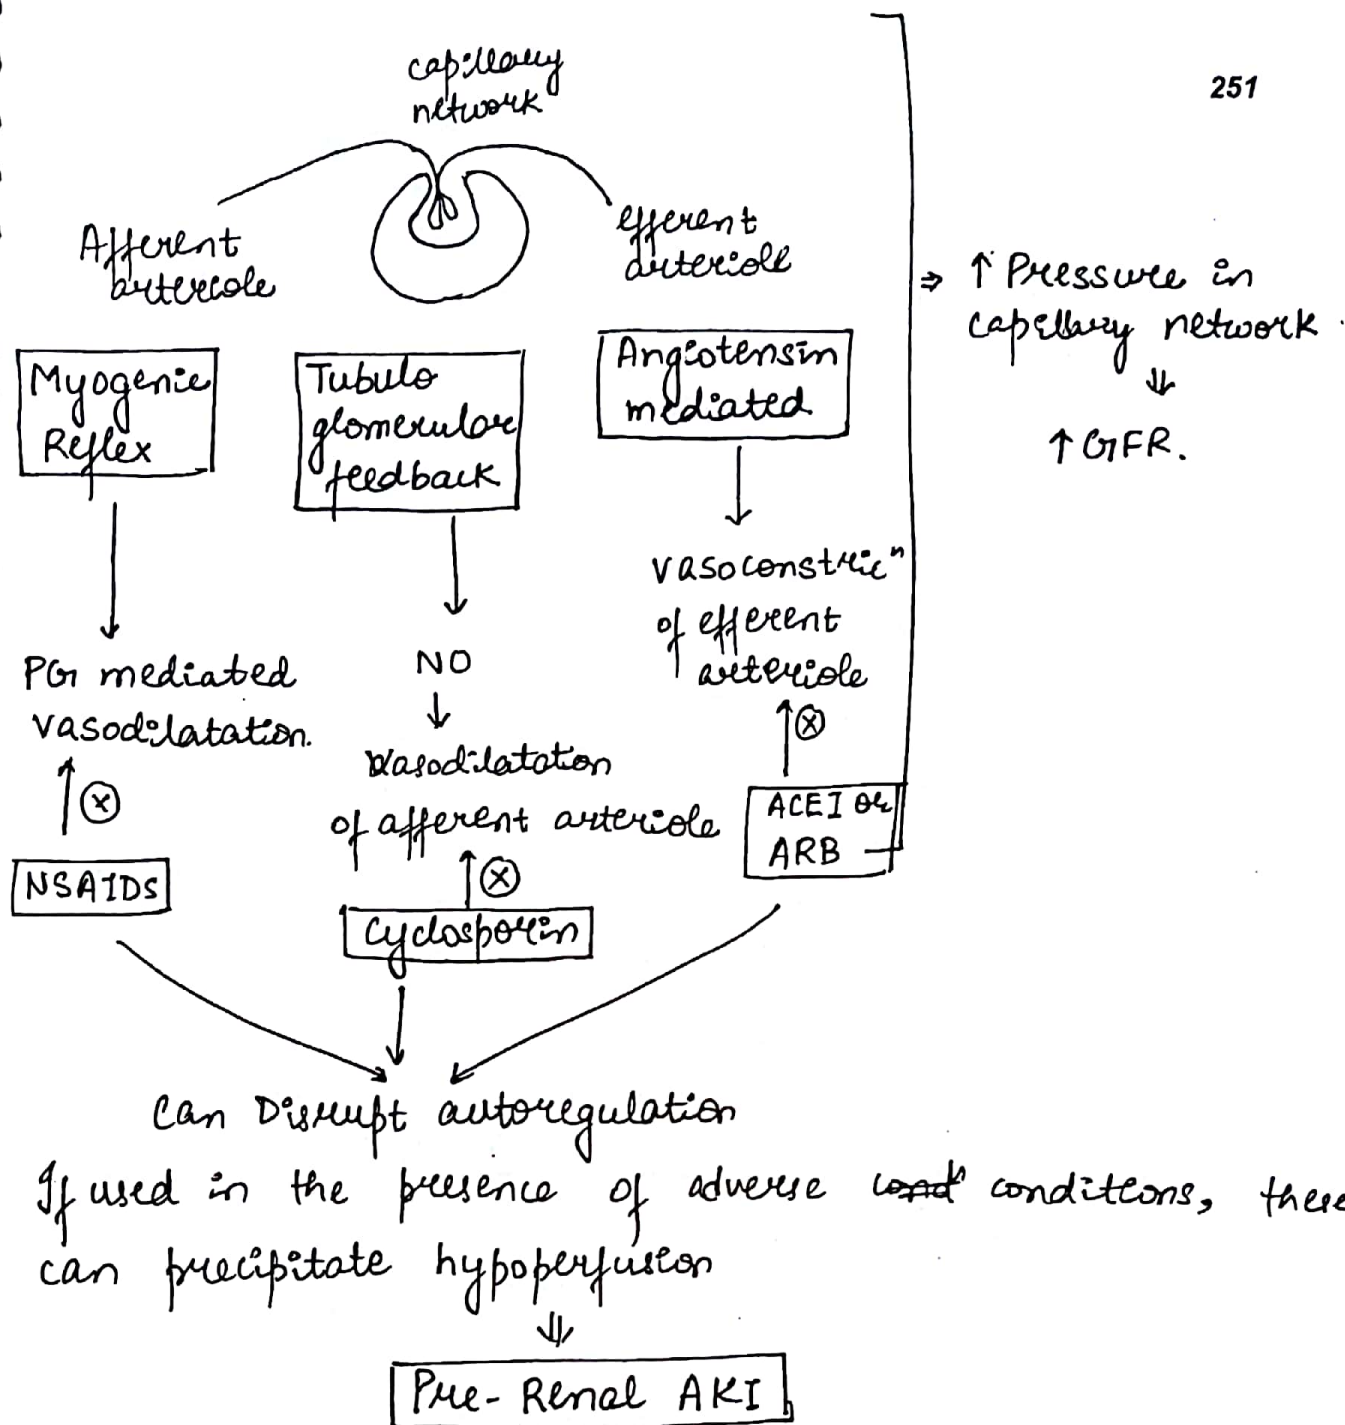 251
capillary
network
Afferent
arteriole
efferent
arteriole
⇒ ↑ Pressure in
capillary network.
⇓
↑ GFR.
Myogenic
Reflex
Tubulo
glomerular
feedback
Angiotensin
mediated
vasoconstricⁿ
of efferent
arteriole
PG mediated
vasodilatation.
NO
↓
Vasodilatation
of afferent arteriole
ⓧ
ACEI or
ARB
ⓧ
NSAIDs
ⓧ
Cyclosporin
Can Disrupt autoregulation
If used in the presence of adverse cond conditions, these
can precipitate hypoperfusion
⇓
Pre-Renal AKI